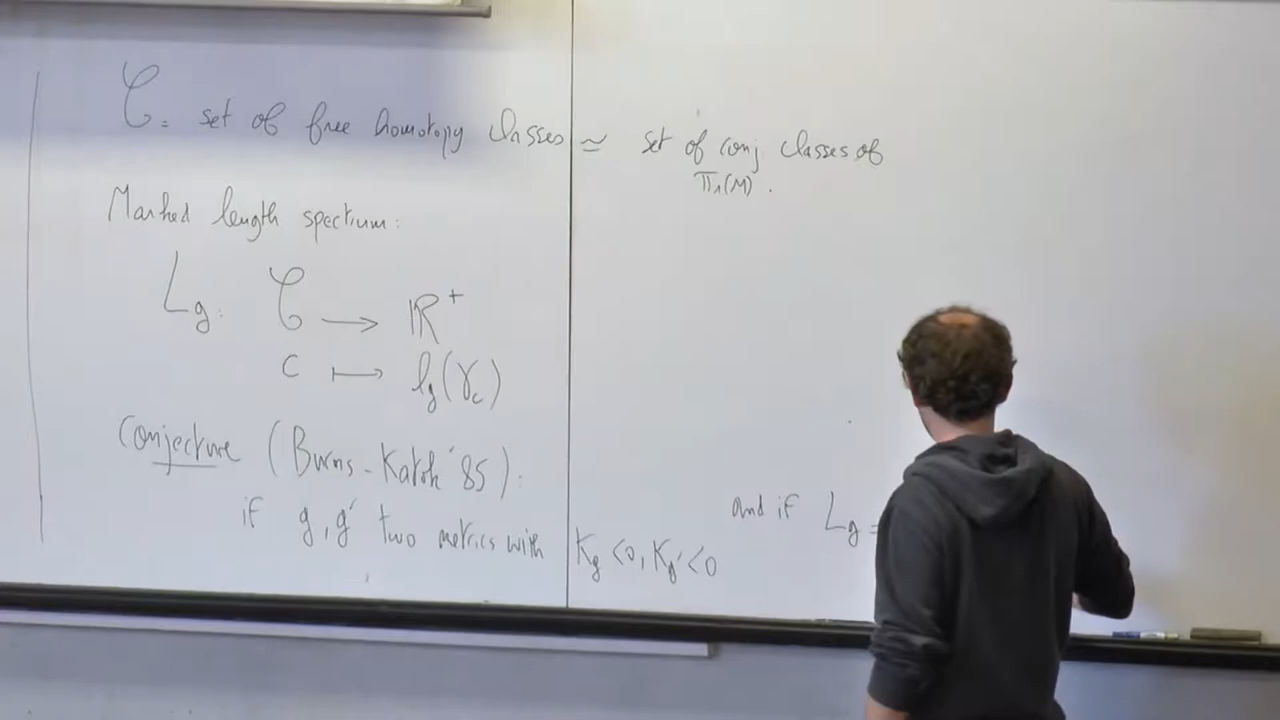 𝒞 = set of free homotopy classes ≃ set of conj classes of
π₁(M).
Marked length spectrum:
L_g : 𝒞 ⟶ ℝ⁺
c ⟼ l_g(γ_c)
Conjecture (Burns-Katok '85):
if g, g' two metrics with K_g <0, K_g' <0 and if L_g =